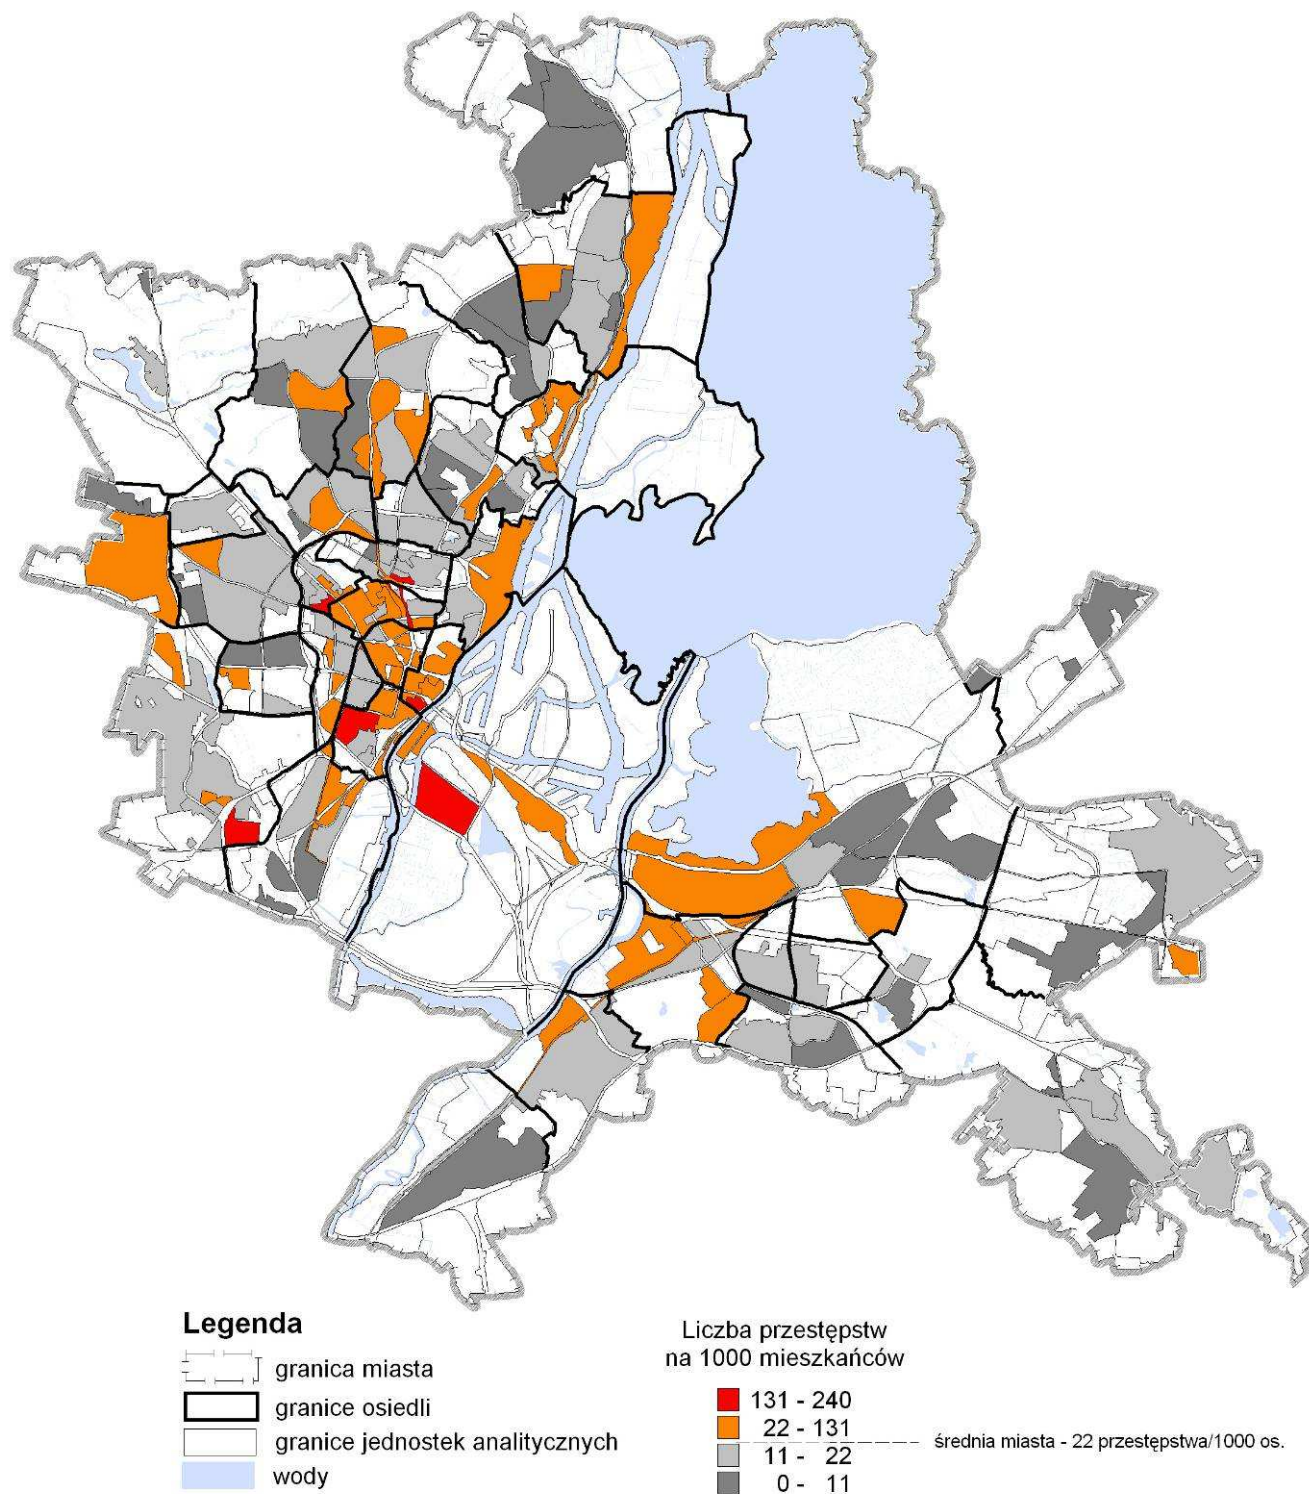 Legenda
granica miasta
granice osiedli
granice jednostek analitycznych
wody
Liczba przestępstw
na 1000 mieszkańców
131 - 240
22 - 131
11 - 22
0 - 11
średnia miasta - 22 przestępstwa/1000 os.